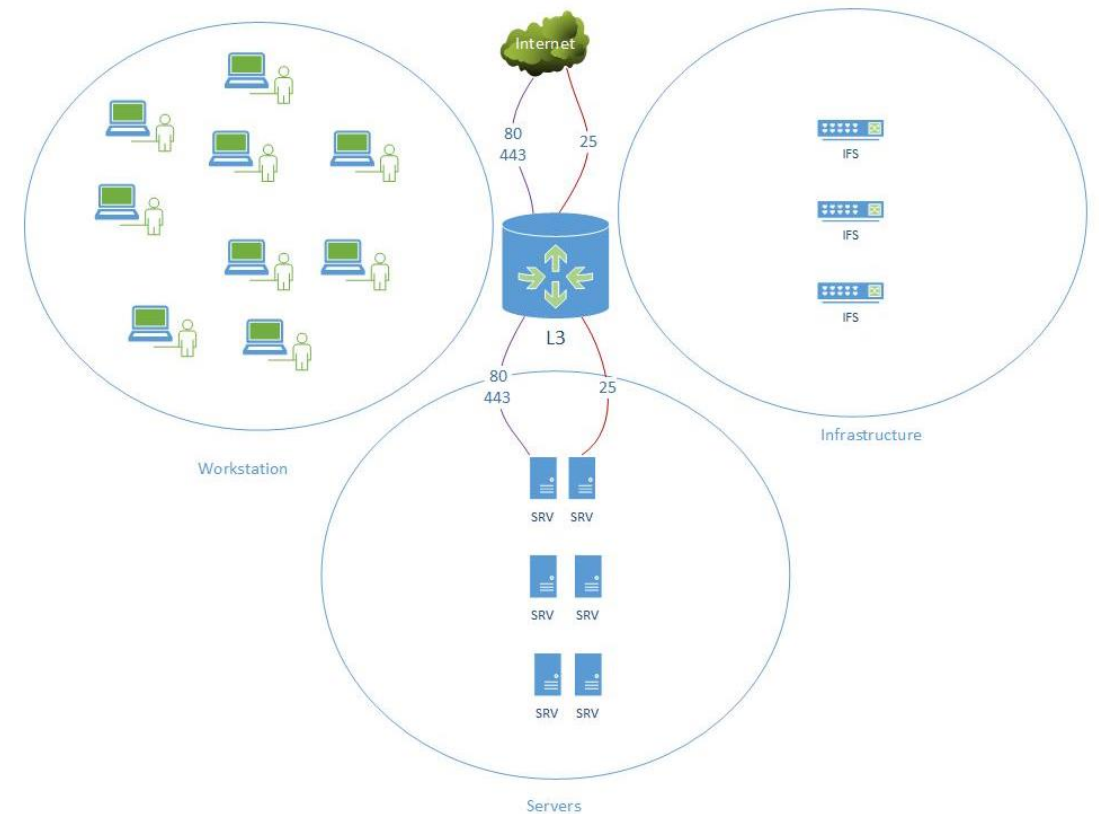 Internet
80
443
25
IFS
IFS
IFS
L3
80
443
25
Workstation
Infrastructure
SRV SRV
SRV SRV
SRV SRV
Servers